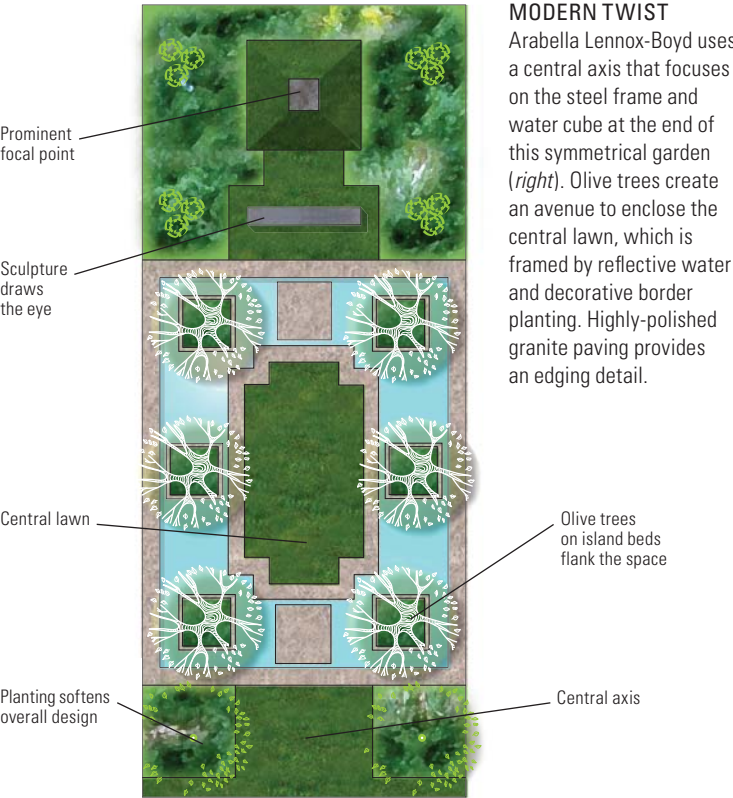 MODERN TWIST
Arabella Lennox-Boyd uses
a central axis that focuses
on the steel frame and
water cube at the end of
this symmetrical garden
(right). Olive trees create
an avenue to enclose the
central lawn, which is
framed by reflective water
and decorative border
planting. Highly-polished
granite paving provides
an edging detail.
Prominent
focal point
Sculpture
draws
the eye
Central lawn
Olive trees
on island beds
flank the space
Planting softens
overall design
Central axis